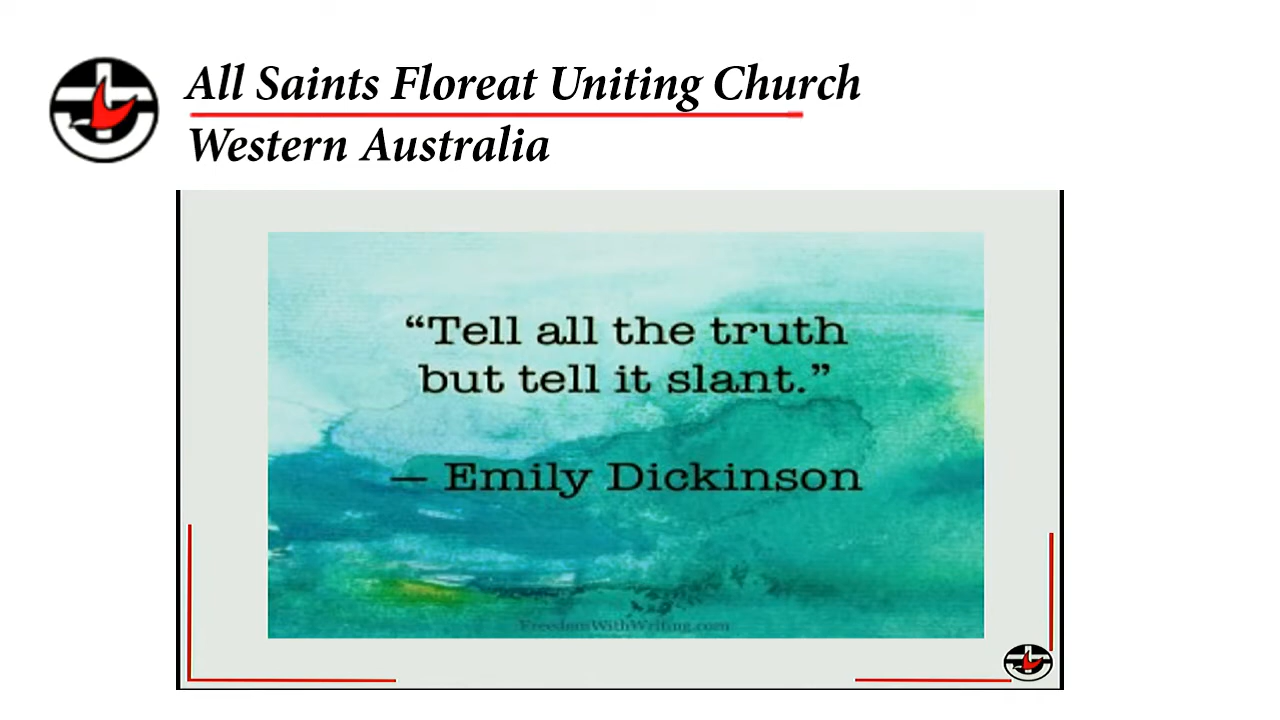 All Saints Floreat Uniting Church
Western Australia
“Tell all the truth
but tell it slant.”
— Emily Dickinson
FreedomWithWriting.com